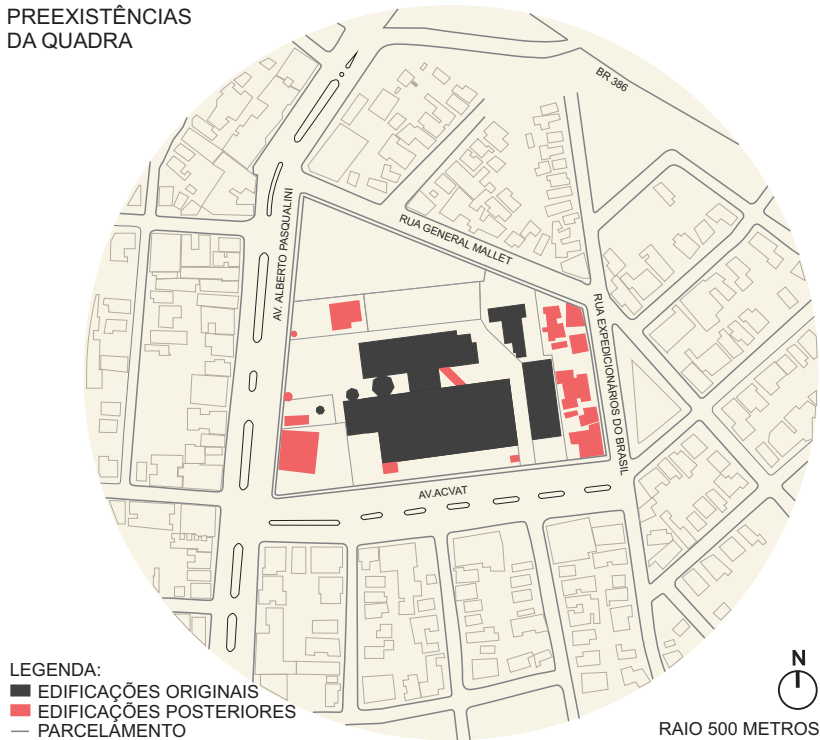 PREEXISTÊNCIAS
DA QUADRA
BR 386
AV. ALBERTO PASQUALINI
RUA GENERAL MALLET
RUA EXPEDICIONÁRIOS DO BRASIL
AV.ACVAT
LEGENDA:
EDIFICAÇÕES ORIGINAIS
EDIFICAÇÕES POSTERIORES
PARCELAMENTO
N
RAIO 500 METROS